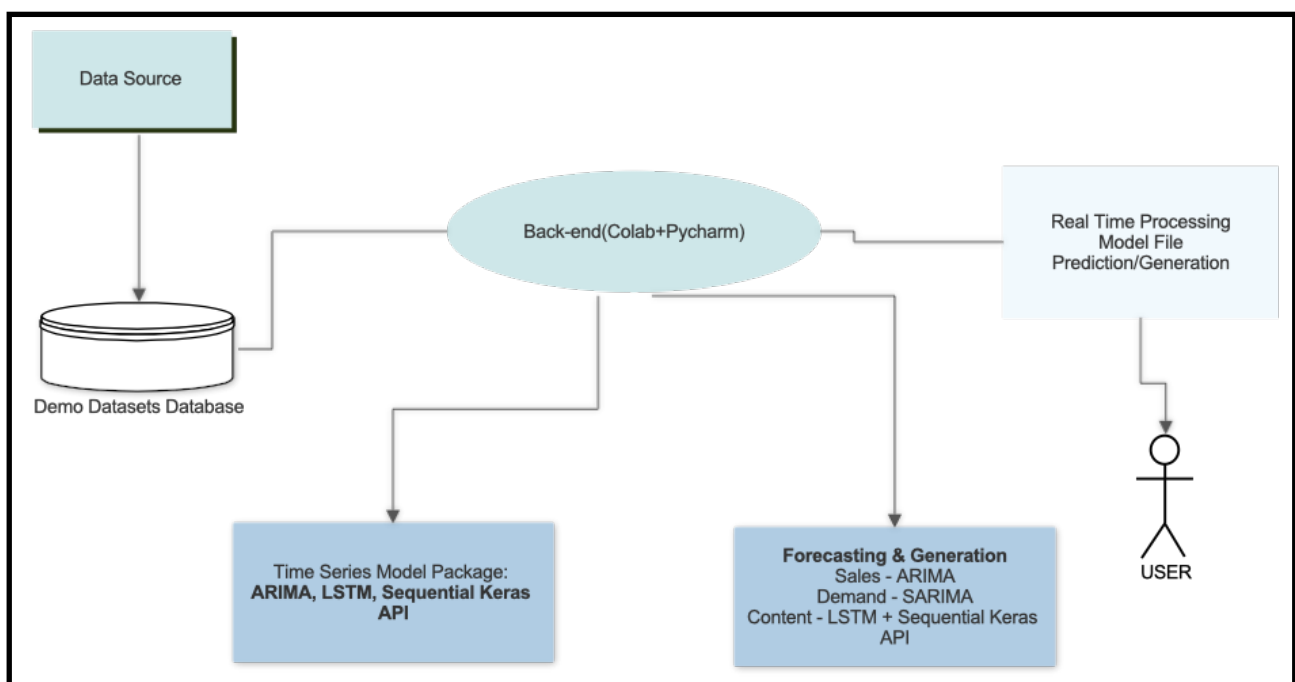 Data Source
Back-end(Colab+Pycharm)
Real Time Processing
Model File
Prediction/Generation
Demo Datasets Database
Time Series Model Package:
ARIMA, LSTM, Sequential Keras
API
Forecasting & Generation
Sales - ARIMA
Demand - SARIMA
Content - LSTM + Sequential Keras
API
USER